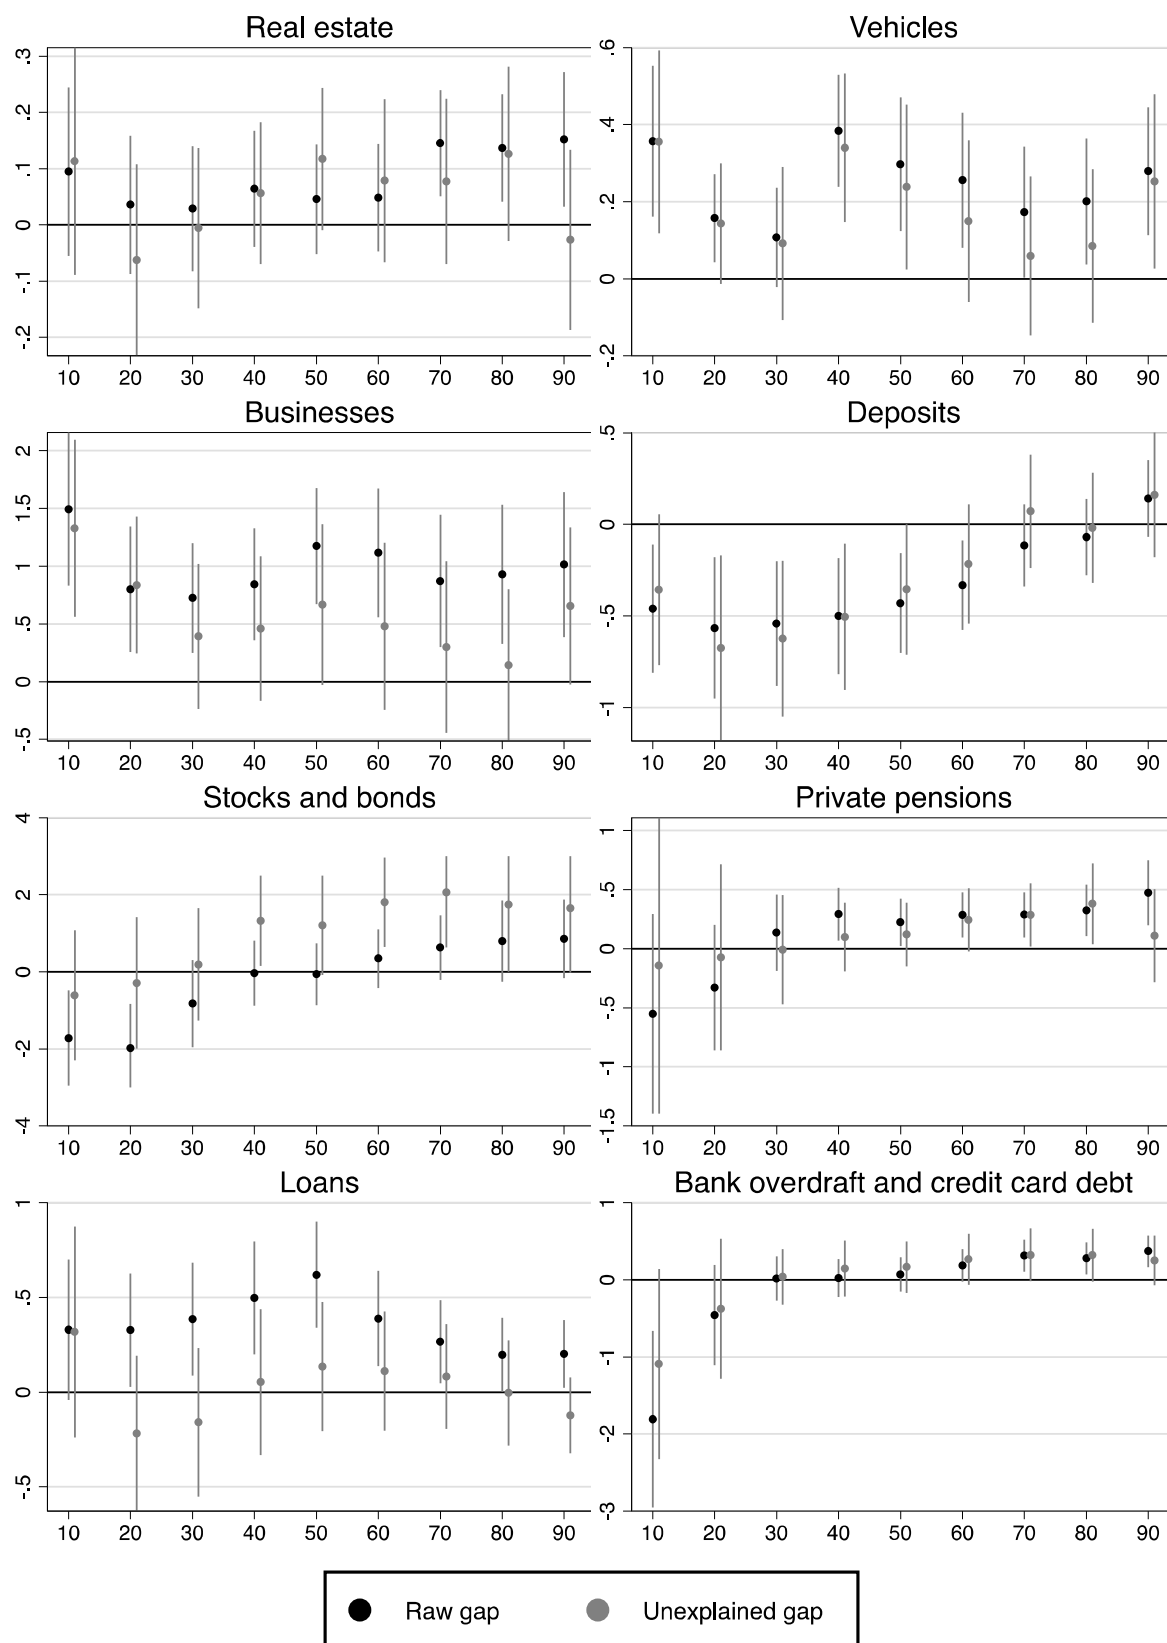 Real estate
.3
.2
.1
0
-.1
-.2
10 20 30 40 50 60 70 80 90
Vehicles
.6
.4
.2
0
-.2
10 20 30 40 50 60 70 80 90
Businesses
2
1.5
1
.5
0
-.5
10 20 30 40 50 60 70 80 90
Deposits
.5
0
-.5
-1
10 20 30 40 50 60 70 80 90
Stocks and bonds
4
2
0
-2
-4
10 20 30 40 50 60 70 80 90
Private pensions
1
.5
0
-.5
-1
-1.5
10 20 30 40 50 60 70 80 90
Loans
1
.5
0
-.5
10 20 30 40 50 60 70 80 90
Bank overdraft and credit card debt
1
0
-1
-2
-3
10 20 30 40 50 60 70 80 90
Raw gap
Unexplained gap